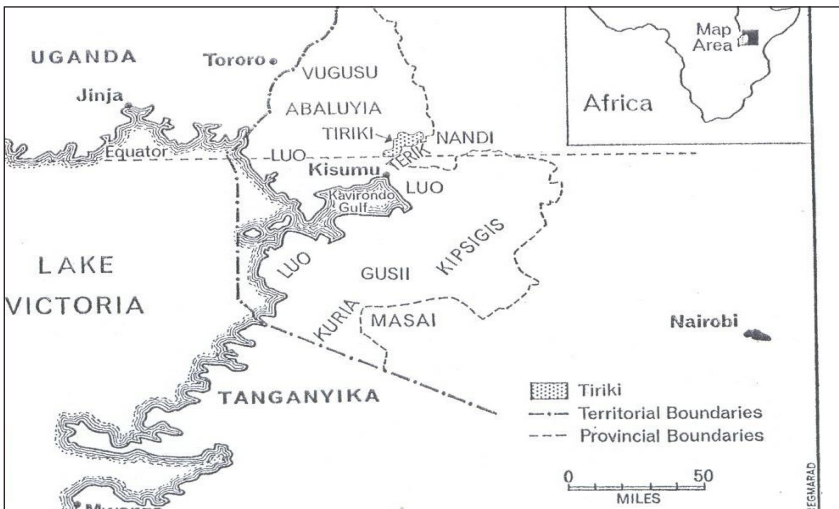 UGANDA
Tororo
Jinja
VUGUSU
ABALUYIA
TIRIKI
NANDI
TERIK
Equator
LUO
Kisumu
LUO
Kavirondo
Gulf
LAKE
VICTORIA
LUO
GUSII
KIPSIGIS
KURIA
MASAI
Nairobi
TANGANYIKA
Map
Area
Africa
Tiriki
Territorial Boundaries
Provincial Boundaries
0 50
MILES
REGMARAD